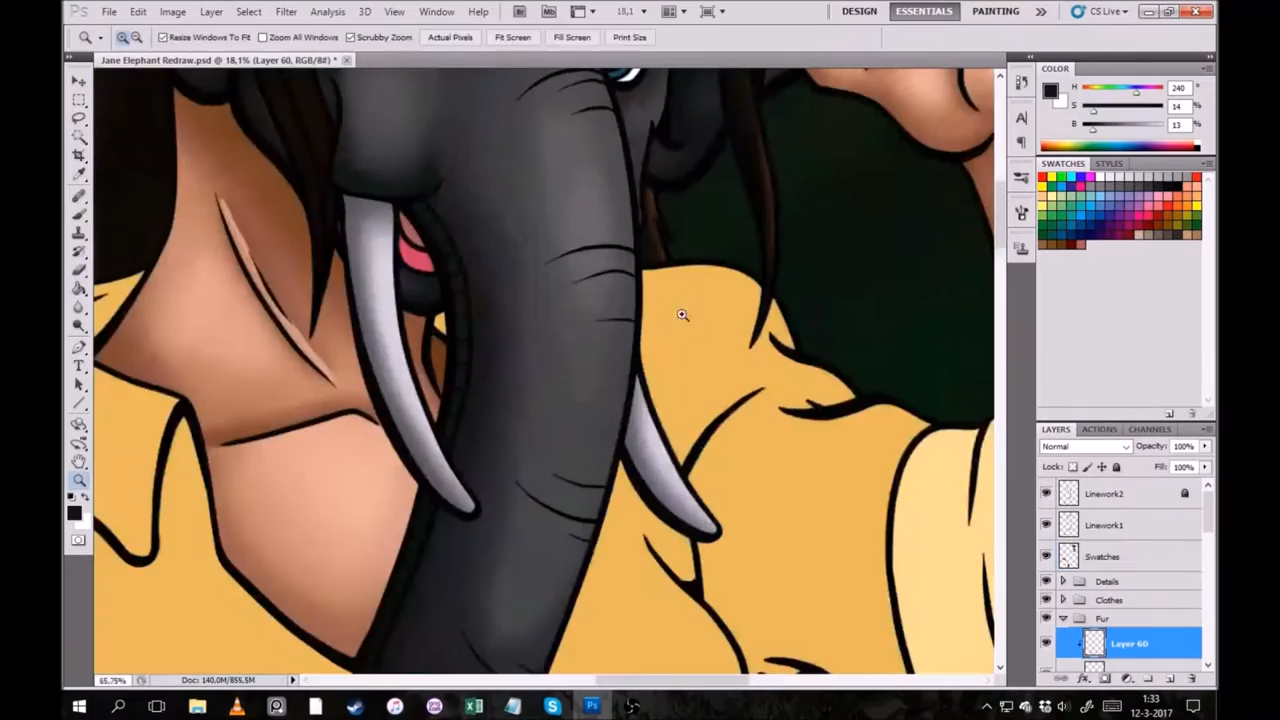 Ps File Edit Image Layer Select Filter Analysis 3D View Window Help Br Mb 18,1 DESIGN ESSENTIALS PAINTING CS Live
Resize Windows To Fit Zoom All Windows Scrubby Zoom Actual Pixels Fit Screen Fill Screen Print Size
Jane Elephant Redraw.psd @ 18,1% (Layer 60, RGB/8#) *
COLOR
H 240 °
S 14 %
B 13 %
SWATCHES STYLES
LAYERS ACTIONS CHANNELS
Normal Opacity: 100%
Lock: Fill: 100%
Linework2
Linework1
Swatches
Details
Clothes
Fur
Layer 60
65,75% Doc: 140,0M/855,5M
1:33
12-3-2017